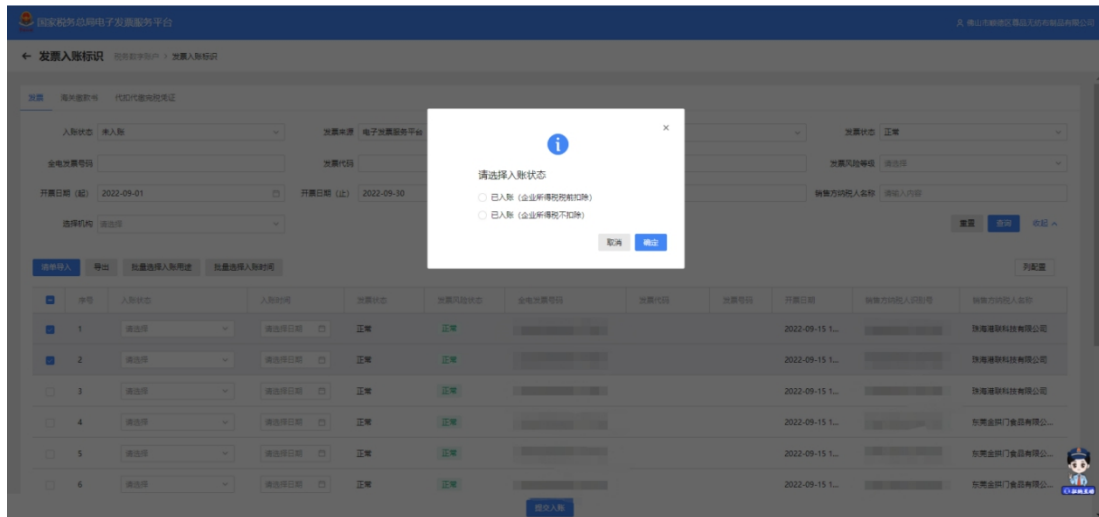 国家税务总局电子发票服务平台
← 发票入账标识 税务数字账户 > 发票入账标识
发票 海关缴款书 代扣代缴完税凭证
入账状态 未入账 发票来源 电子发票服务平台 发票状态 正常
全电发票号码 发票代码 发票风险等级 请选择
开票日期（起） 2022-09-01 开票日期（止） 2022-09-30 销售方纳税人名称 请输入内容
选择机构 请选择 重置 查询 收起
请选择入账状态
已入账（企业所得税税前扣除）
已入账（企业所得税不扣除）
取消 确定
清单导入 导出 批量选择入账用途 批量选择入账时间 列配置
序号 入账状态 入账时间 发票状态 发票风险状态 全电发票号码 发票代码 发票号码 开票日期 销售方纳税人识别号 销售方纳税人名称
1 请选择 请选择日期 正常 正常 2022-09-15 1... 珠海港联科技有限公司
2 请选择 请选择日期 正常 正常 2022-09-15 1... 珠海港联科技有限公司
3 请选择 请选择日期 正常 正常 2022-09-15 1... 珠海港联科技有限公司
4 请选择 请选择日期 正常 正常 2022-09-15 1... 东莞金拱门食品有限公...
5 请选择 请选择日期 正常 正常 2022-09-15 1... 东莞金拱门食品有限公...
6 请选择 请选择日期 正常 正常 2022-09-15 1... 东莞金拱门食品有限公...
提交入账